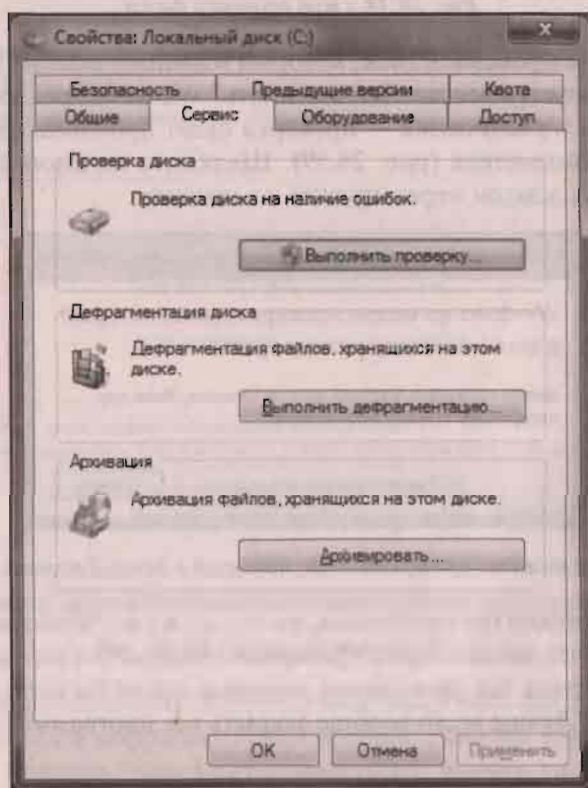 Свойства: Локальный диск (C:)
Безопасность Предыдущие версии Квота
Общие Сервис Оборудование Доступ
Проверка диска
Проверка диска на наличие ошибок.
Выполнить проверку...
Дефрагментация диска
Дефрагментация файлов, хранящихся на этом
диске.
Выполнить дефрагментацию...
Архивация
Архивация файлов, хранящихся на этом диске.
Архивировать...
OK Отмена Применить